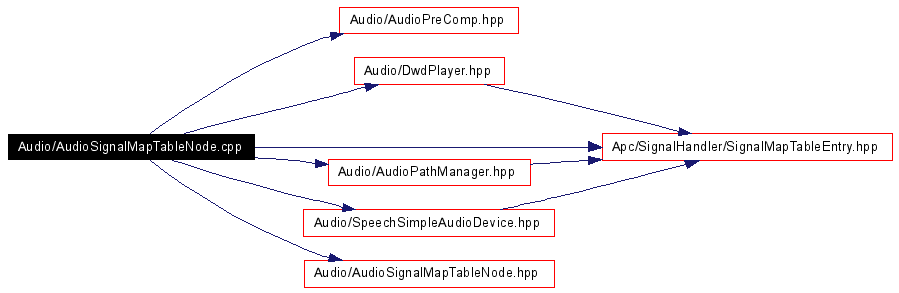 Audio/AudioPreComp.hpp
Audio/DwdPlayer.hpp
Audio/AudioSignalMapTableNode.cpp
Apc/SignalHandler/SignalMapTableEntry.hpp
Audio/AudioPathManager.hpp
Audio/SpeechSimpleAudioDevice.hpp
Audio/AudioSignalMapTableNode.hpp